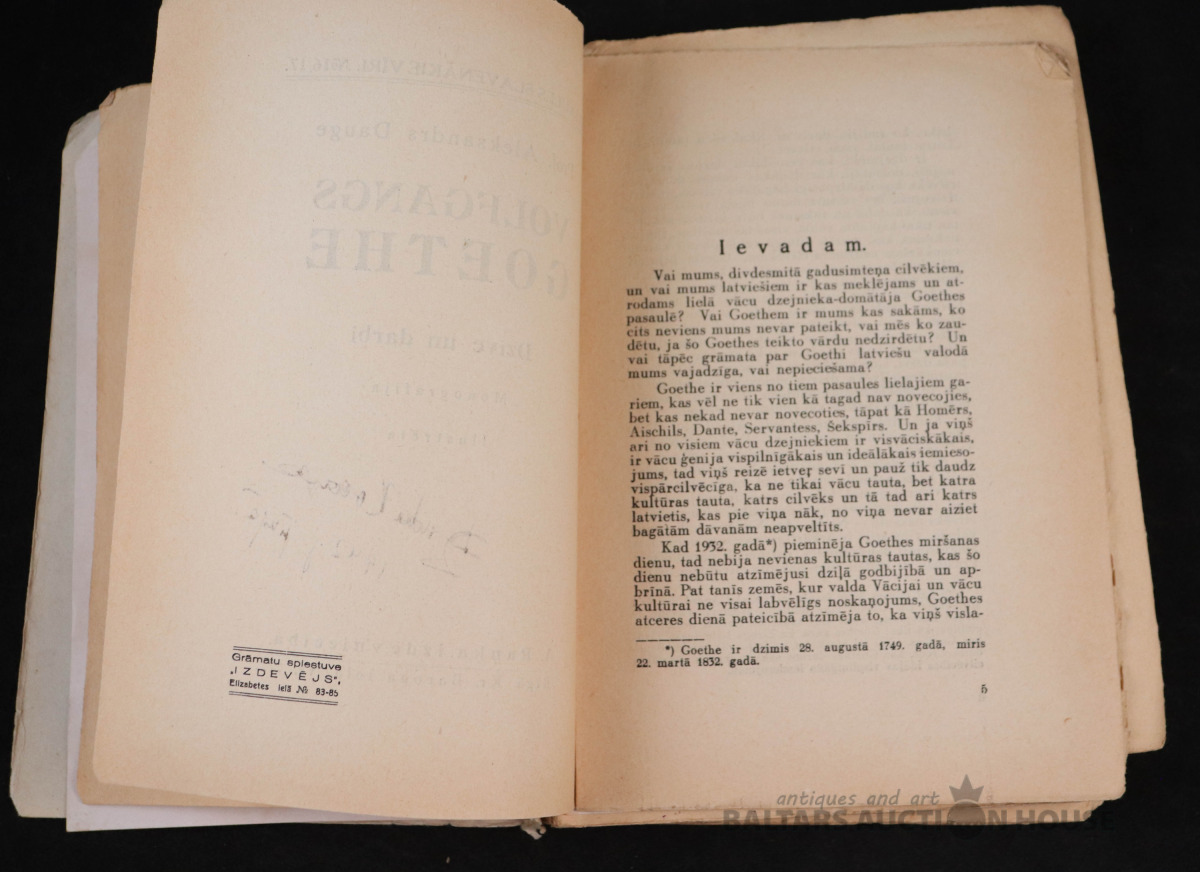 Grāmatu spiestuve
„IZDEVĒJS",
Elizabetes ielā № 83-85
Ievadam.
Vai mums, divdesmitā gadusimteņa cilvēkiem,
un vai mums latviešiem ir kas meklējams un at-
rodams lielā vācu dzejnieka-domātāja Goethes
pasaulē? Vai Goethem ir mums kas sakāms, ko
cits neviens mums nevar pateikt, vai mēs ko zau-
dētu, ja šo Goethes teikto vārdu nedzirdētu? Un
vai tāpēc grāmata par Goethi latviešu valodā
mums vajadzīga, vai nepieciešama?
Goethe ir viens no tiem pasaules lielajiem ga-
riem, kas vēl ne tik vien kā tagad nav novecojies,
bet kas nekad nevar novecoties, tāpat kā Homērs,
Aischils, Dante, Servantess, Šekspīrs. Un ja viņš
ari no visiem vācu dzejniekiem ir visvāciskākais,
ir vācu ģenija vispilnīgākais un ideālākais iemieso-
jums, tad viņš reizē ietver sevī un pauž tik daudz
vispārcilvēcīga, ka ne tikai vācu tauta, bet katra
kultūras tauta, katrs cilvēks un tā tad ari katrs
latvietis, kas pie viņa nāk, no viņa nevar aiziet
bagātām dāvanām neapveltīts.
Kad 1932. gadā*) pieminēja Goethes miršanas
dienu, tad nebija nevienas kultūras tautas, kas šo
dienu nebūtu atzīmējusi dziļā godbijībā un ap-
brīnā. Pat tanīs zemēs, kur valda Vācijai un vācu
kultūrai ne visai labvēlīgs noskaņojums, Goethes
atceres dienā pateicībā atzīmēja to, ka viņš visla-
*) Goethe ir dzimis 28. augustā 1749. gadā, miris
22. martā 1832. gadā.
5
antiques and art
BALTARS AUCTION HOUSE